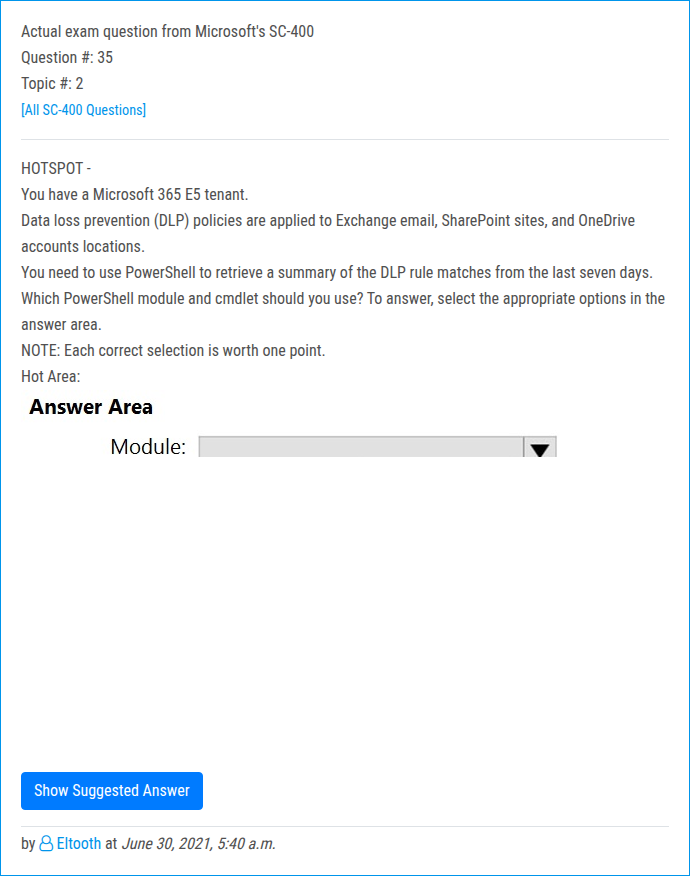 Actual exam question from Microsoft's SC-400
Question #: 35
Topic #: 2
[All SC-400 Questions]
HOTSPOT -
You have a Microsoft 365 E5 tenant.
Data loss prevention (DLP) policies are applied to Exchange email, SharePoint sites, and OneDrive
accounts locations.
You need to use PowerShell to retrieve a summary of the DLP rule matches from the last seven days.
Which PowerShell module and cmdlet should you use? To answer, select the appropriate options in the
answer area.
NOTE: Each correct selection is worth one point.
Hot Area:
Answer Area
Module:
Show Suggested Answer
by Eltooth at June 30, 2021, 5:40 a.m.